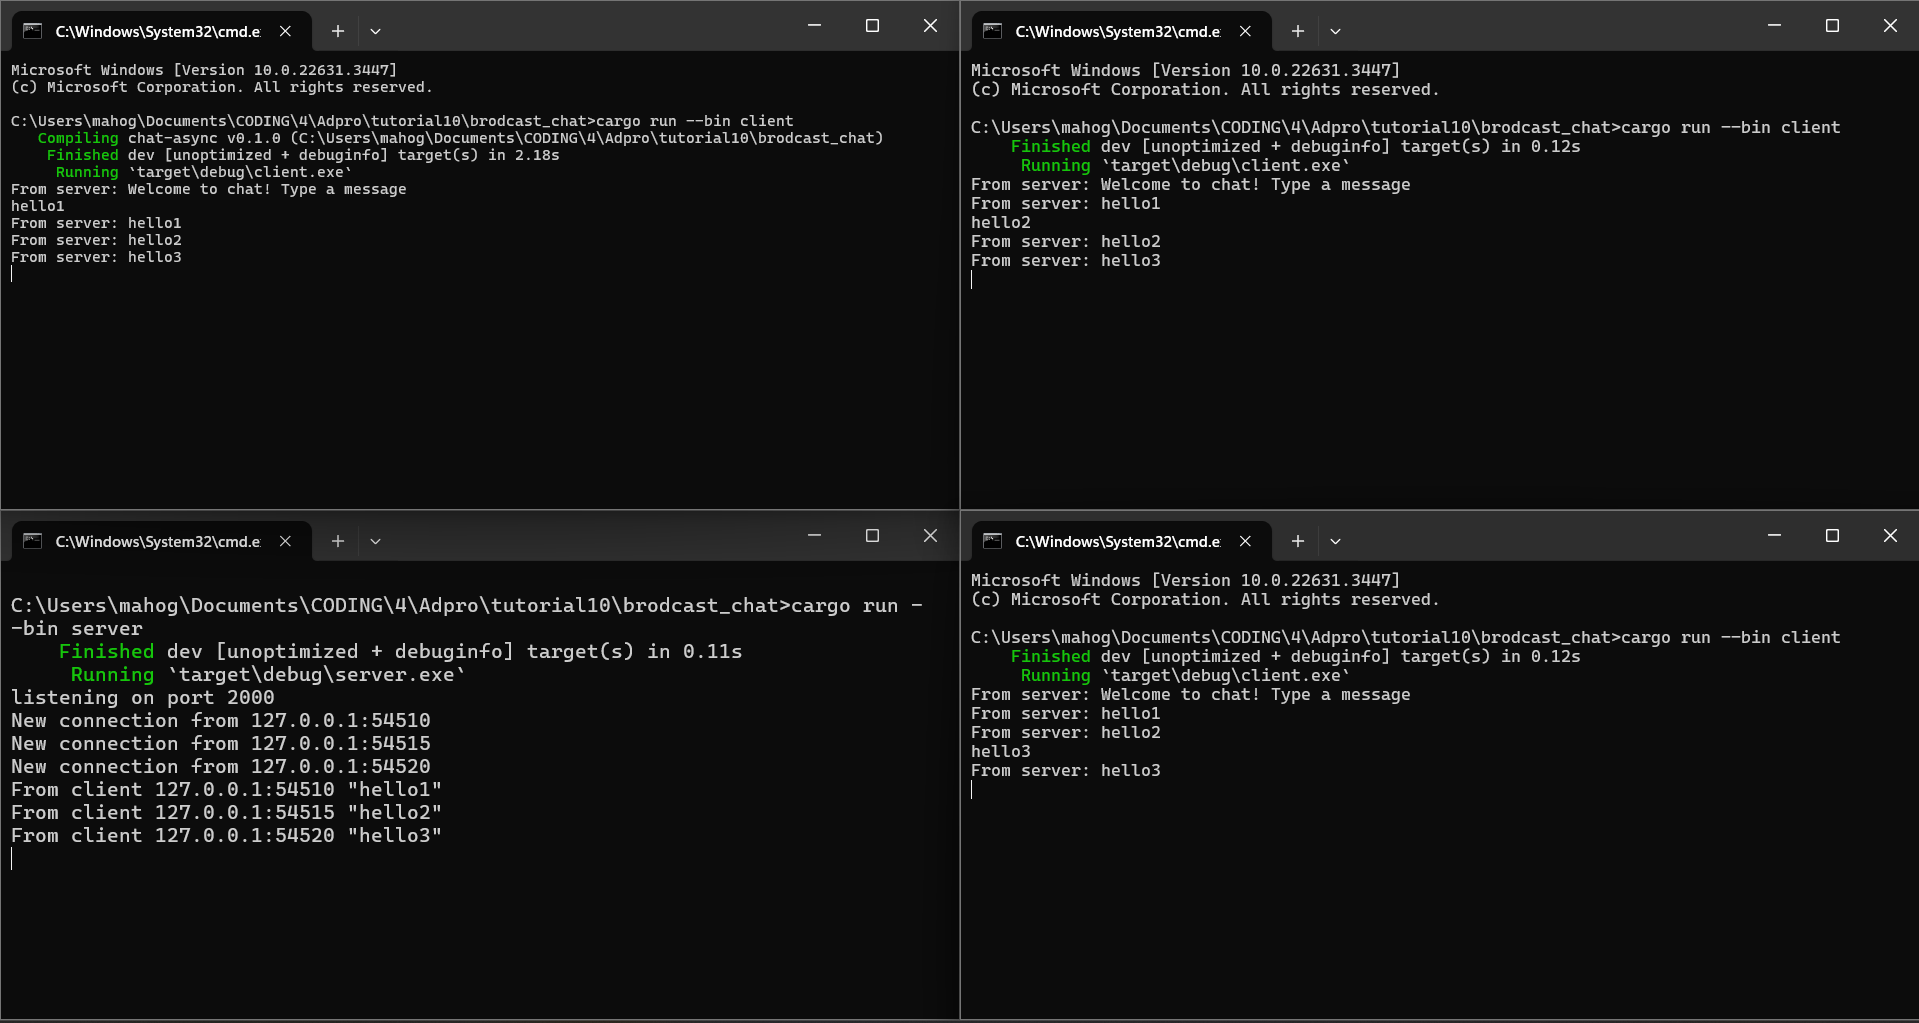 C:\Windows\System32\cmd.e
Microsoft Windows [Version 10.0.22631.3447]
(c) Microsoft Corporation. All rights reserved.
C:\Users\mahog\Documents\CODING\4\Adpro\tutorial10\brodcast_chat>cargo run --bin client
Compiling chat-async v0.1.0 (C:\Users\mahog\Documents\CODING\4\Adpro\tutorial10\brodcast_chat)
Finished dev [unoptimized + debuginfo] target(s) in 2.18s
Running `target\debug\client.exe`
From server: Welcome to chat! Type a message
hello1
From server: hello1
From server: hello2
From server: hello3
C:\Windows\System32\cmd.e
Microsoft Windows [Version 10.0.22631.3447]
(c) Microsoft Corporation. All rights reserved.
C:\Users\mahog\Documents\CODING\4\Adpro\tutorial10\brodcast_chat>cargo run --bin client
Finished dev [unoptimized + debuginfo] target(s) in 0.12s
Running `target\debug\client.exe`
From server: Welcome to chat! Type a message
From server: hello1
hello2
From server: hello2
From server: hello3
C:\Windows\System32\cmd.e
C:\Users\mahog\Documents\CODING\4\Adpro\tutorial10\brodcast_chat>cargo run -
-bin server
Finished dev [unoptimized + debuginfo] target(s) in 0.11s
Running `target\debug\server.exe`
listening on port 2000
New connection from 127.0.0.1:54510
New connection from 127.0.0.1:54515
New connection from 127.0.0.1:54520
From client 127.0.0.1:54510 "hello1"
From client 127.0.0.1:54515 "hello2"
From client 127.0.0.1:54520 "hello3"
C:\Windows\System32\cmd.e
Microsoft Windows [Version 10.0.22631.3447]
(c) Microsoft Corporation. All rights reserved.
C:\Users\mahog\Documents\CODING\4\Adpro\tutorial10\brodcast_chat>cargo run --bin client
Finished dev [unoptimized + debuginfo] target(s) in 0.12s
Running `target\debug\client.exe`
From server: Welcome to chat! Type a message
From server: hello1
From server: hello2
hello3
From server: hello3